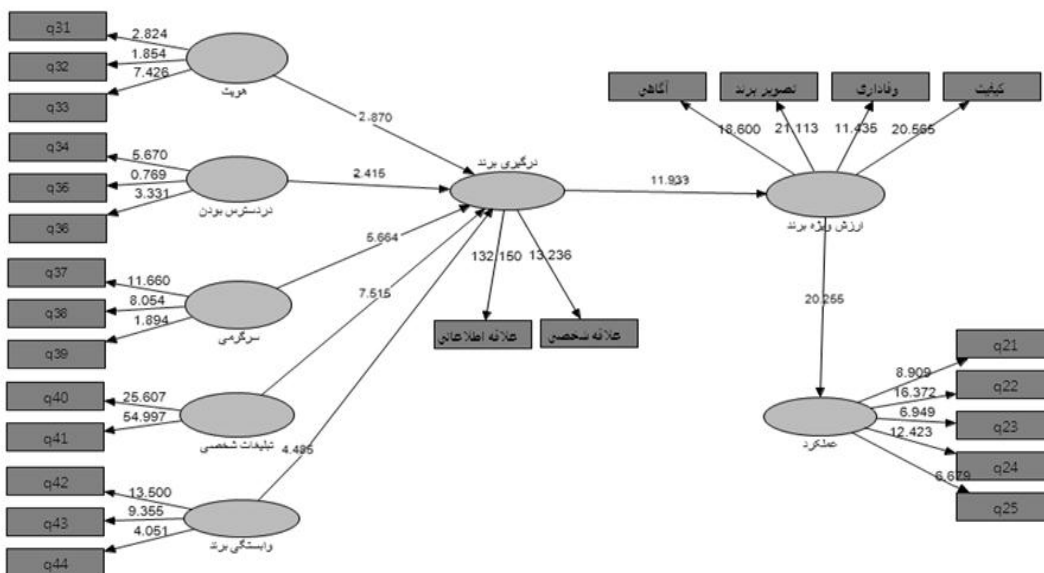 q31
2.824
q32
1.854
7.426
q33
هویت
2.870
q34
5.670
q36
0.769
3.331
q36
دردسترس بودن
2.415
q37
11.660
q38
8.054
1.894
q39
سرگرمی
5.664
q40
25.607
54.997
q41
تبلیغات شخصی
7.515
q42
13.500
q43
9.355
4.051
q44
وابستگی برند
4.485
درگیری برند
132.150
13.236
علاقه اطلاعاتی
علاقه شخصی
11.933
آگاهی
تصویر برند
وفاداری
کیفیت
18.600
21.113
11.435
20.565
ارزش ویژه برند
20.255
عملکرد
q21
8.909
q22
16.372
q23
6.949
12.423
q24
6.679
q25